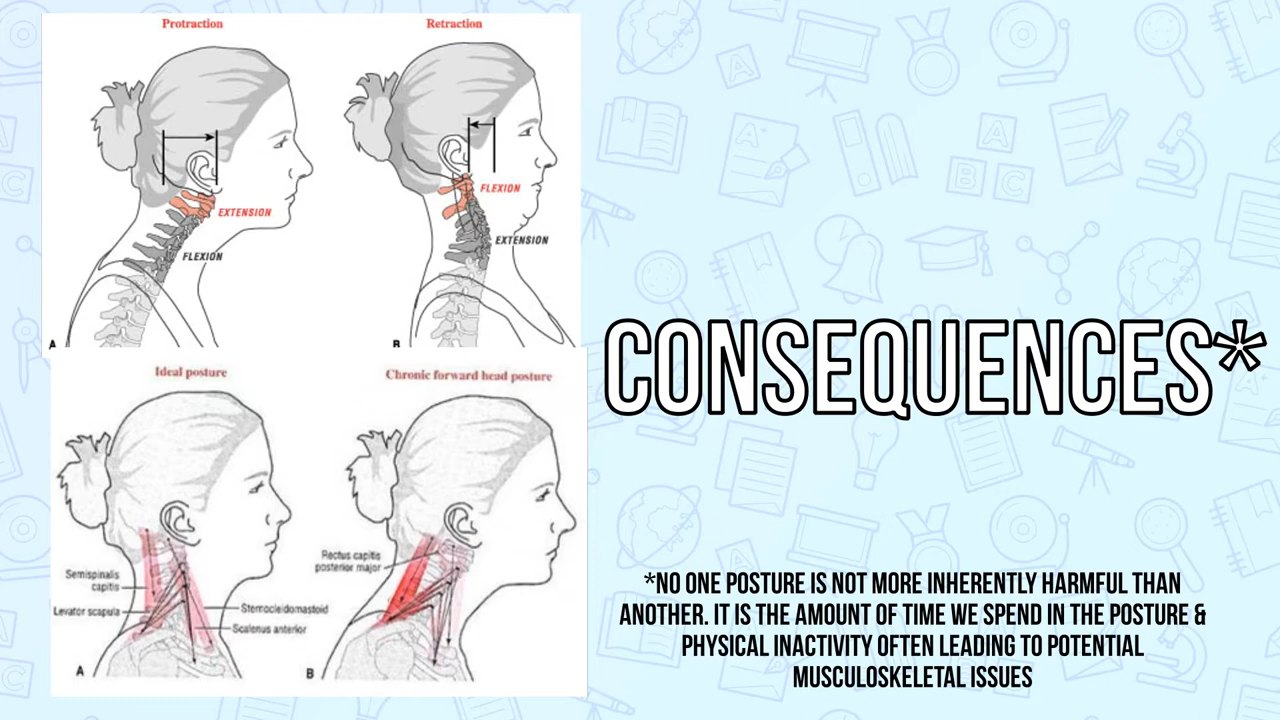 Protraction
Retraction
EXTENSION
FLEXION
A
FLEXION
EXTENSION
B
Ideal posture
Chronic forward head posture
Semispinalis
capitis
Levator scapula
Sternocleidomastoid
Scalenus anterior
A
Rectus capitis
posterior major
B
CONSEQUENCES*
*NO ONE POSTURE IS NOT MORE INHERENTLY HARMFUL THAN
ANOTHER. IT IS THE AMOUNT OF TIME WE SPEND IN THE POSTURE &
PHYSICAL INACTIVITY OFTEN LEADING TO POTENTIAL
MUSCULOSKELETAL ISSUES